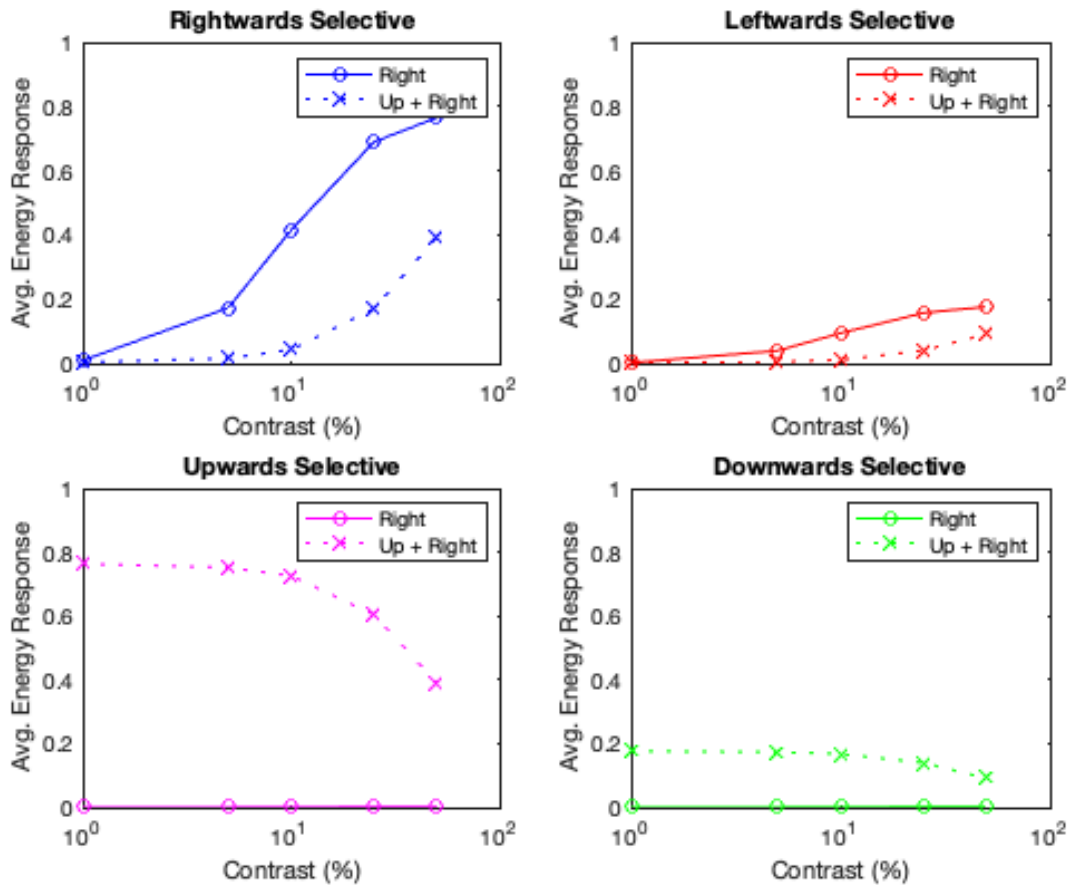 Rightwards Selective
Avg. Energy Response
1
0.8
0.6
0.4
0.2
0
10^0
10^1
10^2
Contrast (%)
Right
Up + Right
Leftwards Selective
Avg. Energy Response
1
0.8
0.6
0.4
0.2
0
10^0
10^1
10^2
Contrast (%)
Right
Up + Right
Upwards Selective
Avg. Energy Response
1
0.8
0.6
0.4
0.2
0
10^0
10^1
10^2
Contrast (%)
Right
Up + Right
Downwards Selective
Avg. Energy Response
1
0.8
0.6
0.4
0.2
0
10^0
10^1
10^2
Contrast (%)
Right
Up + Right